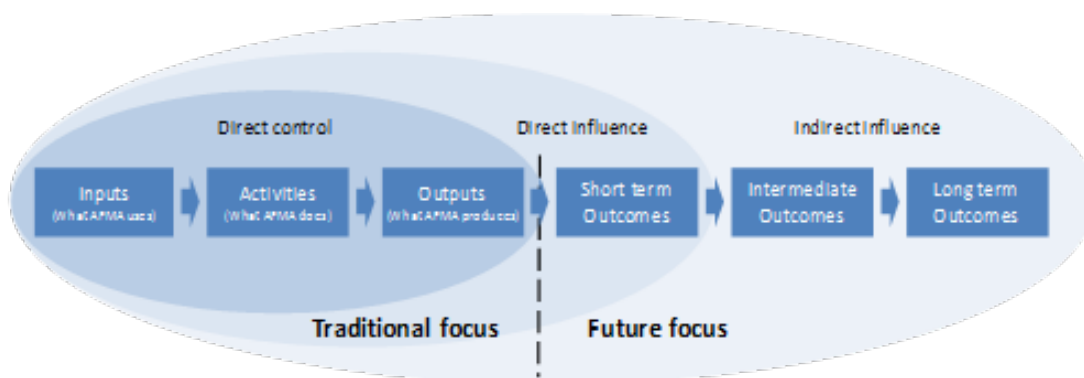 Direct control
Direct Influence
Indirect Influence
Inputs
(What AFMA uses)
Activities
(What AFMA does)
Outputs
(What AFMA produces)
Short term
Outcomes
Intermediate
Outcomes
Long term
Outcomes
Traditional focus
Future focus